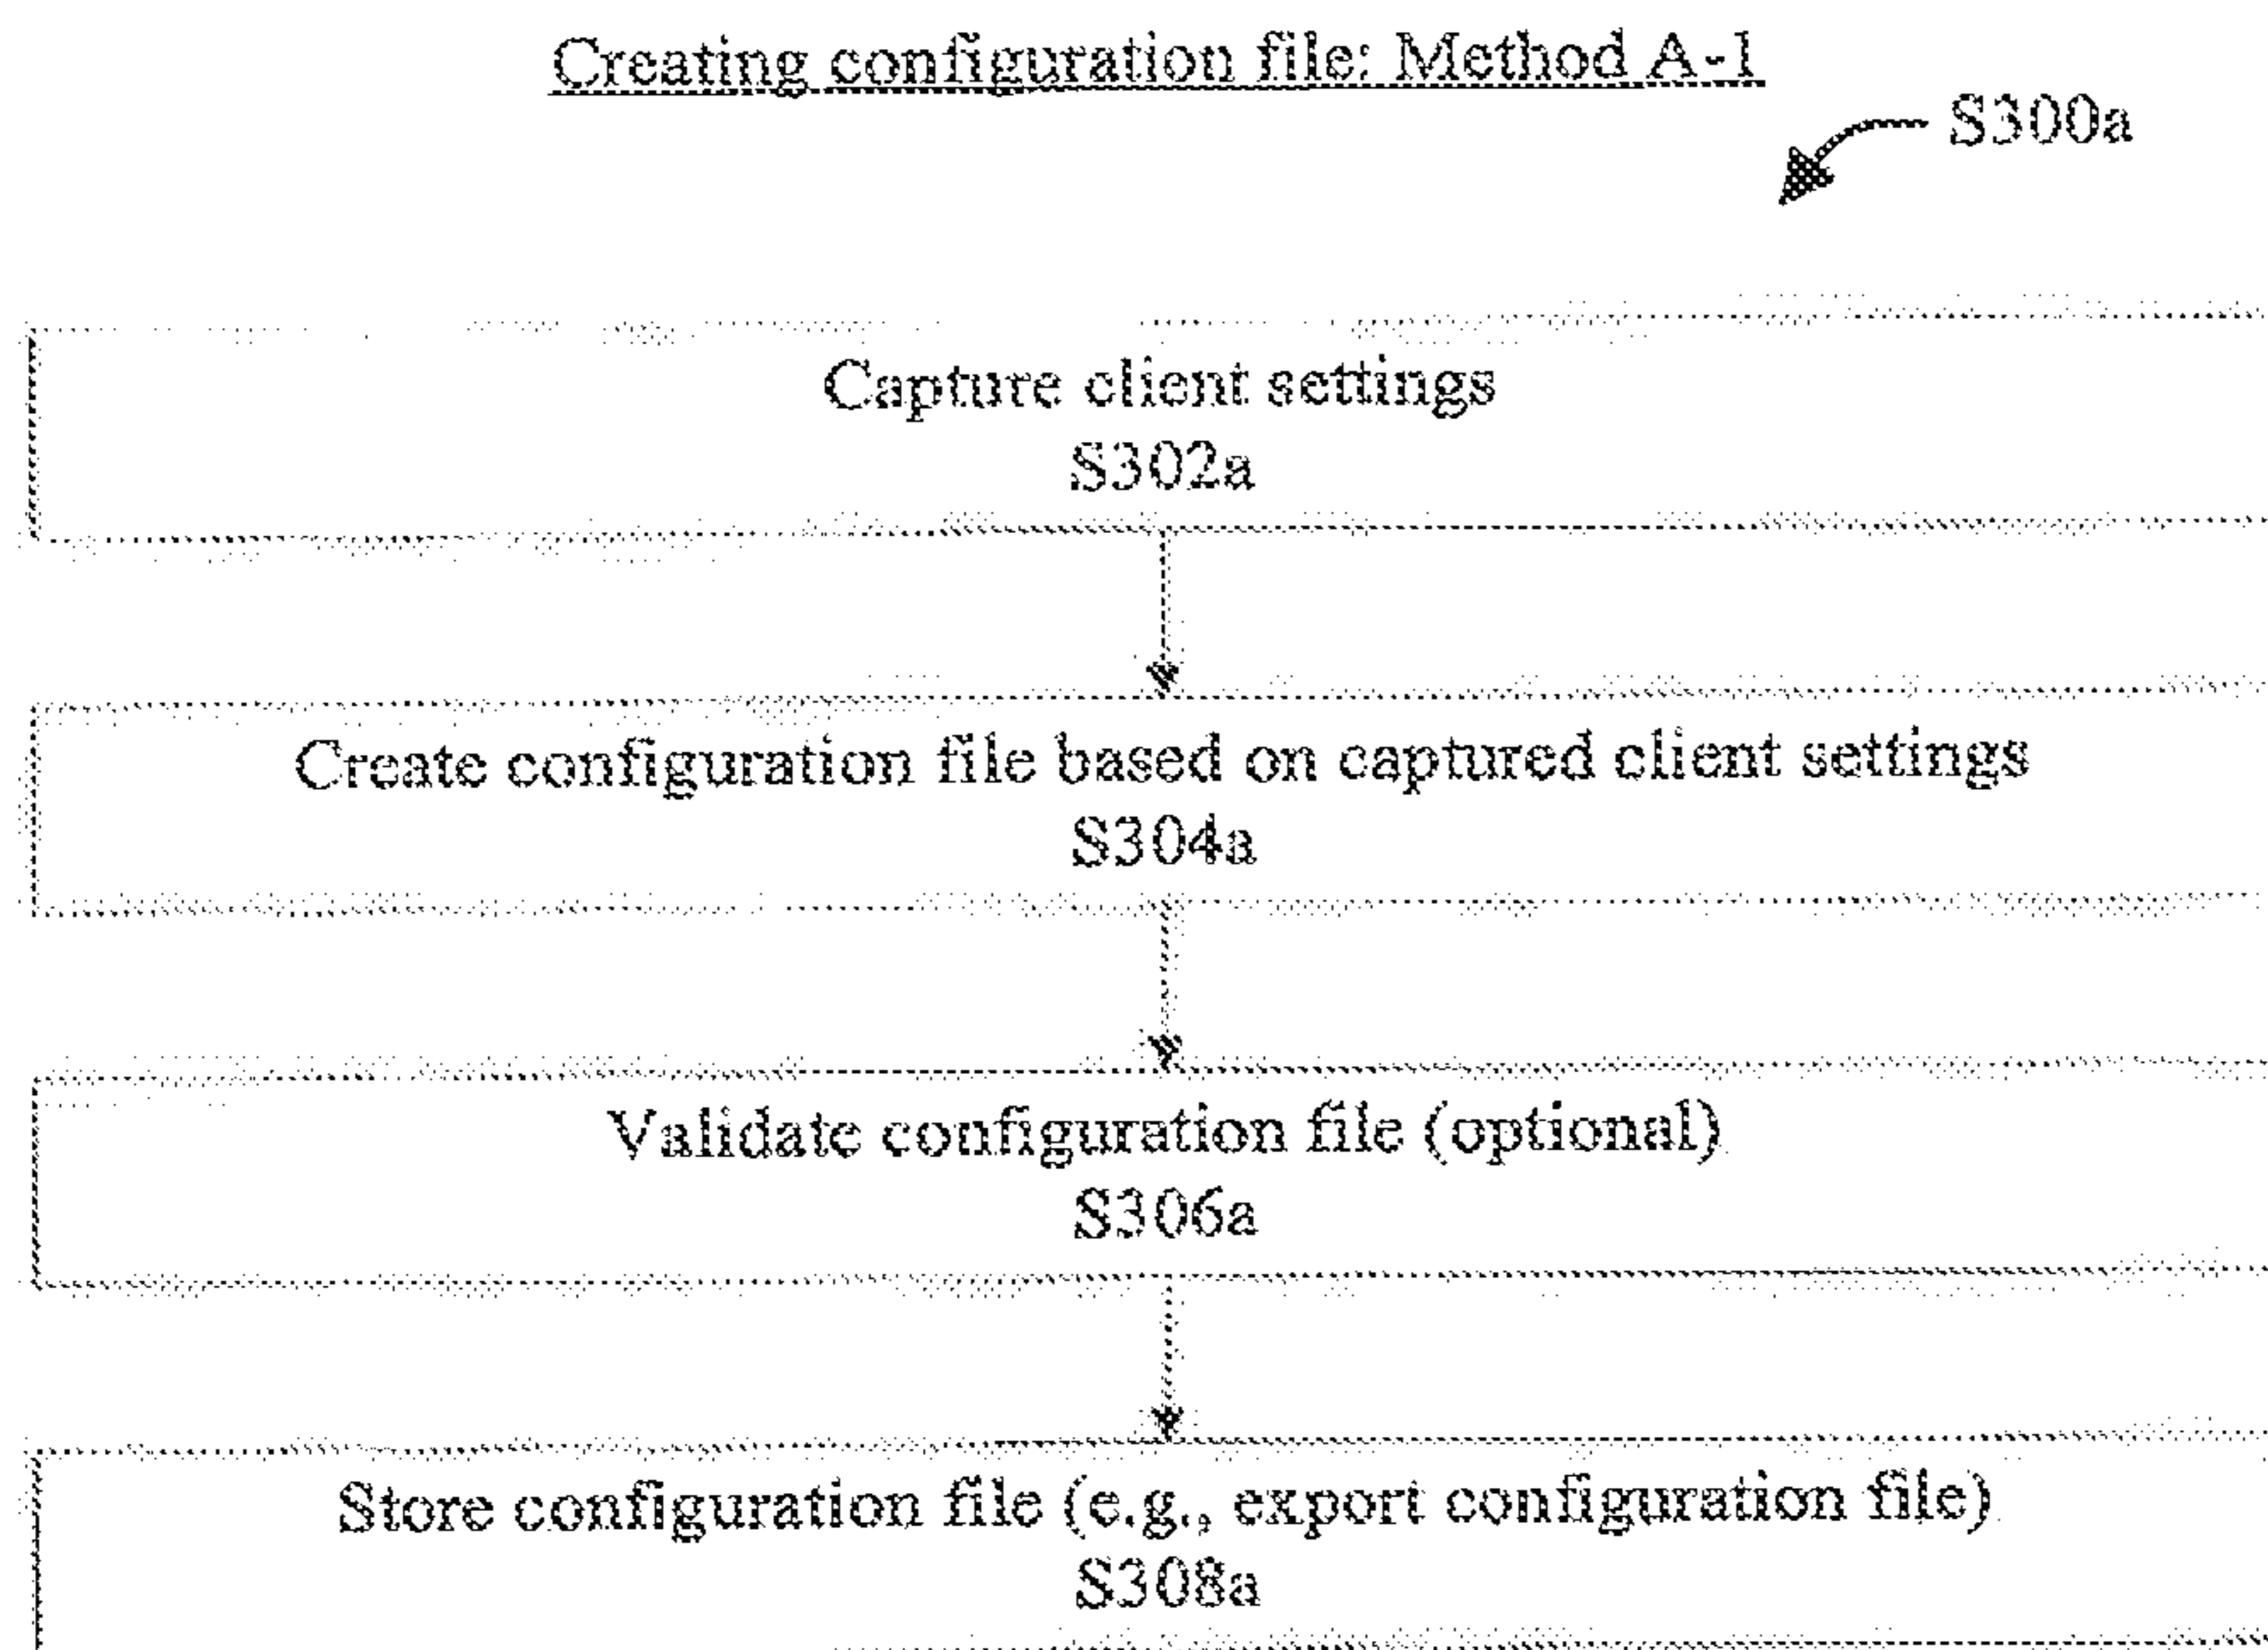 Creating configuration file: Method A-1
S300a
Capture client settings
S302a
Create configuration file based on captured client settings
S304a
Validate configuration file (optional)
S306a
Store configuration file (e.g., export configuration file)
S308a